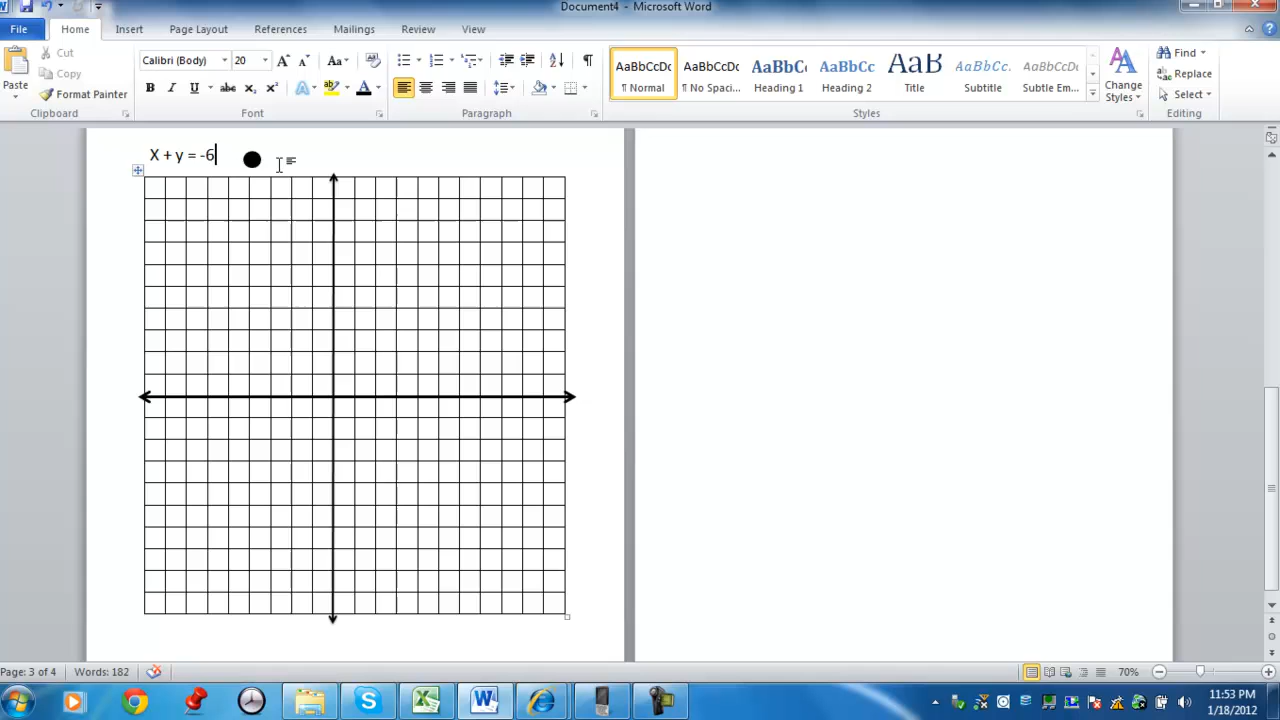 Document4 - Microsoft Word
File Home Insert Page Layout References Mailings Review View
Paste
Cut
Copy
Format Painter
Clipboard
Calibri (Body) 20
Font
Paragraph
AaBbCcDc AaBbCcDc AaBbC AaBbCc AaB AaBbCc. AaBbCcDc
¶ Normal ¶ No Spaci... Heading 1 Heading 2 Title Subtitle Subtle Em...
Change Styles
Styles
Find
Replace
Select
X + y = -6
Page: 3 of 4 Words: 182 70%
11:53 PM
1/18/2012